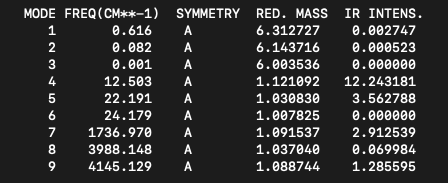 MODE FREQ(CM**-1) SYMMETRY RED. MASS IR INTENS.
1 0.616 A 6.312727 0.002747
2 0.082 A 6.143716 0.000523
3 0.001 A 6.003536 0.000000
4 12.503 A 1.121092 12.243181
5 22.191 A 1.030830 3.562788
6 24.179 A 1.007825 0.000000
7 1736.970 A 1.091537 2.912539
8 3988.148 A 1.037040 0.069984
9 4145.129 A 1.088744 1.285595